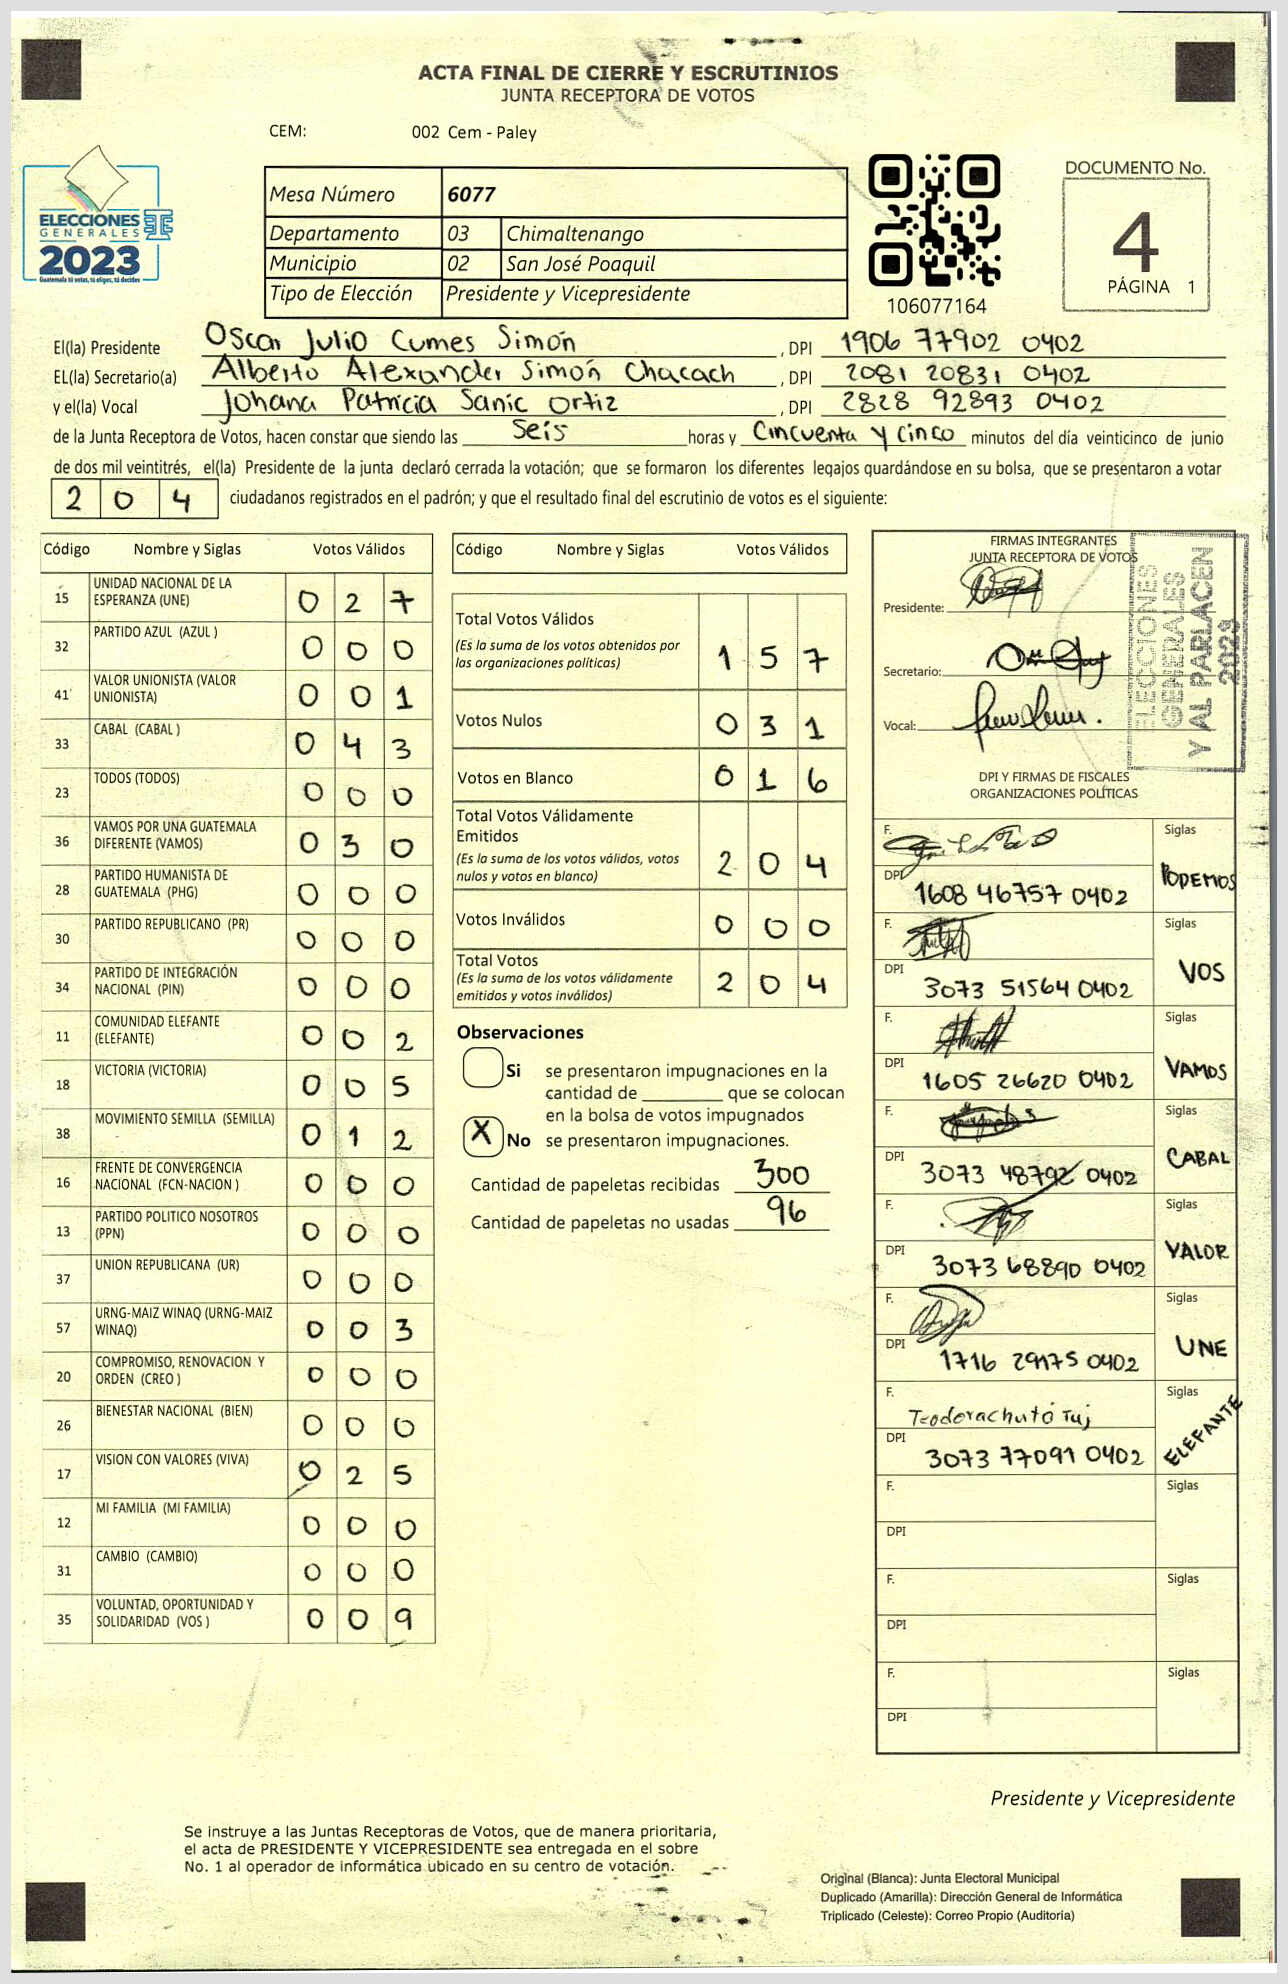 ACTA FINAL DE CIERRE Y ESCRUTINIOS
JUNTA RECEPTORA DE VOTOS
CEM: 002 Cem - Paley
ELECCIONES
GENERALES
2023
Guatemala tú votas, tú eliges, tú decides
Mesa Número 6077
Departamento 03 Chimaltenango
Municipio 02 San José Poaquil
Tipo de Elección Presidente y Vicepresidente
106077164
DOCUMENTO No.
4
PÁGINA 1
El(la) Presidente Oscar Julio Cumes Simón , DPI 1906 77902 0402
EL(la) Secretario(a) Alberto Alexander Simón Chacach , DPI 2081 20831 0402
y el(la) Vocal Johana Patricia Sanic Ortiz , DPI 2828 92893 0402
de la Junta Receptora de Votos, hacen constar que siendo las Seis horas y Cincuenta y Cinco minutos del día veinticinco de junio
de dos mil veintitrés, el(la) Presidente de la junta declaró cerrada la votación; que se formaron los diferentes legajos guardándose en su bolsa, que se presentaron a votar
2 0 4 ciudadanos registrados en el padrón; y que el resultado final del escrutinio de votos es el siguiente:
Código Nombre y Siglas Votos Válidos
15 UNIDAD NACIONAL DE LA ESPERANZA (UNE) 0 2 7
32 PARTIDO AZUL (AZUL ) 0 0 0
41 VALOR UNIONISTA (VALOR UNIONISTA) 0 0 1
33 CABAL (CABAL ) 0 4 3
23 TODOS (TODOS) 0 0 0
36 VAMOS POR UNA GUATEMALA DIFERENTE (VAMOS) 0 3 0
28 PARTIDO HUMANISTA DE GUATEMALA (PHG) 0 0 0
30 PARTIDO REPUBLICANO (PR) 0 0 0
34 PARTIDO DE INTEGRACIÓN NACIONAL (PIN) 0 0 0
11 COMUNIDAD ELEFANTE (ELEFANTE) 0 0 2
18 VICTORIA (VICTORIA) 0 0 5
38 MOVIMIENTO SEMILLA (SEMILLA) 0 1 2
16 FRENTE DE CONVERGENCIA NACIONAL (FCN-NACION ) 0 0 0
13 PARTIDO POLITICO NOSOTROS (PPN) 0 0 0
37 UNION REPUBLICANA (UR) 0 0 0
57 URNG-MAIZ WINAQ (URNG-MAIZ WINAQ) 0 0 3
20 COMPROMISO, RENOVACION Y ORDEN (CREO ) 0 0 0
26 BIENESTAR NACIONAL (BIEN) 0 0 0
17 VISION CON VALORES (VIVA) 0 2 5
12 MI FAMILIA (MI FAMILIA) 0 0 0
31 CAMBIO (CAMBIO) 0 0 0
35 VOLUNTAD, OPORTUNIDAD Y SOLIDARIDAD (VOS ) 0 0 9
Código Nombre y Siglas Votos Válidos
Total Votos Válidos
(Es la suma de los votos obtenidos por
las organizaciones políticas) 1 5 7
Votos Nulos 0 3 1
Votos en Blanco 0 1 6
Total Votos Válidamente
Emitidos
(Es la suma de los votos válidos, votos
nulos y votos en blanco) 2 0 4
Votos Inválidos 0 0 0
Total Votos
(Es la suma de los votos válidamente
emitidos y votos inválidos) 2 0 4
Observaciones
Si se presentaron impugnaciones en la
cantidad de ________ que se colocan
en la bolsa de votos impugnados
X No se presentaron impugnaciones.
Cantidad de papeletas recibidas 300
Cantidad de papeletas no usadas 96
FIRMAS INTEGRANTES
JUNTA RECEPTORA DE VOTOS
Presidente:
Secretario:
Vocal:
ELECCIONES
GENERALES
Y AL PARLACEN
2023
DPI Y FIRMAS DE FISCALES
ORGANIZACIONES POLÍTICAS
F. Siglas
DPI 1608 46757 0402 PODEMOS
F. Siglas
DPI 3073 51564 0402 VOS
F. Siglas
DPI 1605 26620 0402 VAMOS
F. Siglas
DPI 3073 48792 0402 CABAL
F. Siglas
DPI 3073 68890 0402 VALOR
F. Siglas
DPI 1716 29175 0402 UNE
F. Teodorachutá Tuj Siglas
DPI 3073 77091 0402 ELEFANTE
F. Siglas
DPI
F. Siglas
DPI
F. Siglas
DPI
Presidente y Vicepresidente
Se instruye a las Juntas Receptoras de Votos, que de manera prioritaria,
el acta de PRESIDENTE Y VICEPRESIDENTE sea entregada en el sobre
No. 1 al operador de informática ubicado en su centro de votación.
Original (Blanca): Junta Electoral Municipal
Duplicado (Amarilla): Dirección General de Informática
Triplicado (Celeste): Correo Propio (Auditoría)